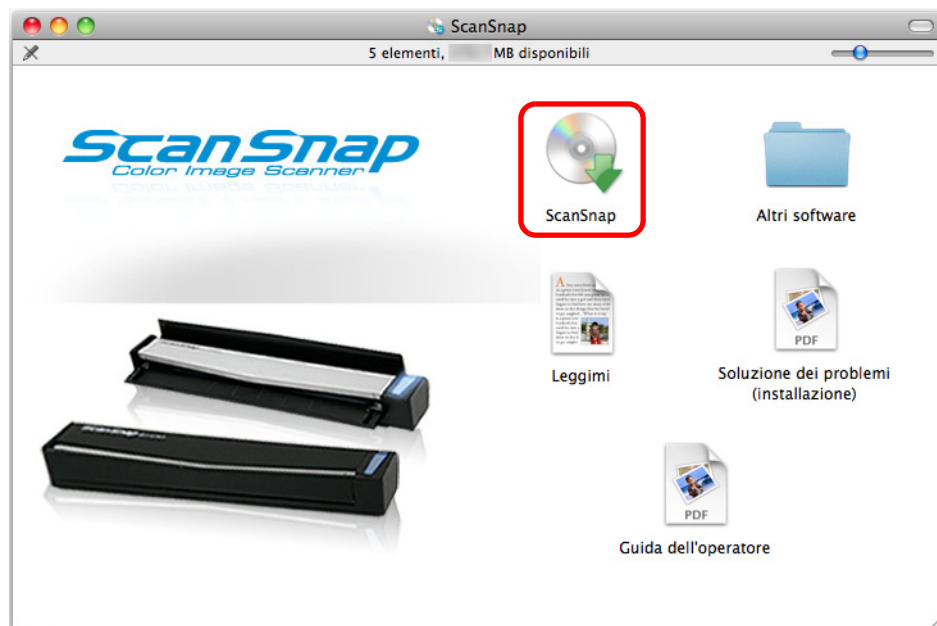 ScanSnap
5 elementi, MB disponibili
ScanSnap
Color Image Scanner
ScanSnap
Altri software
Leggimi
PDF
Soluzione dei problemi
(installazione)
PDF
Guida dell'operatore